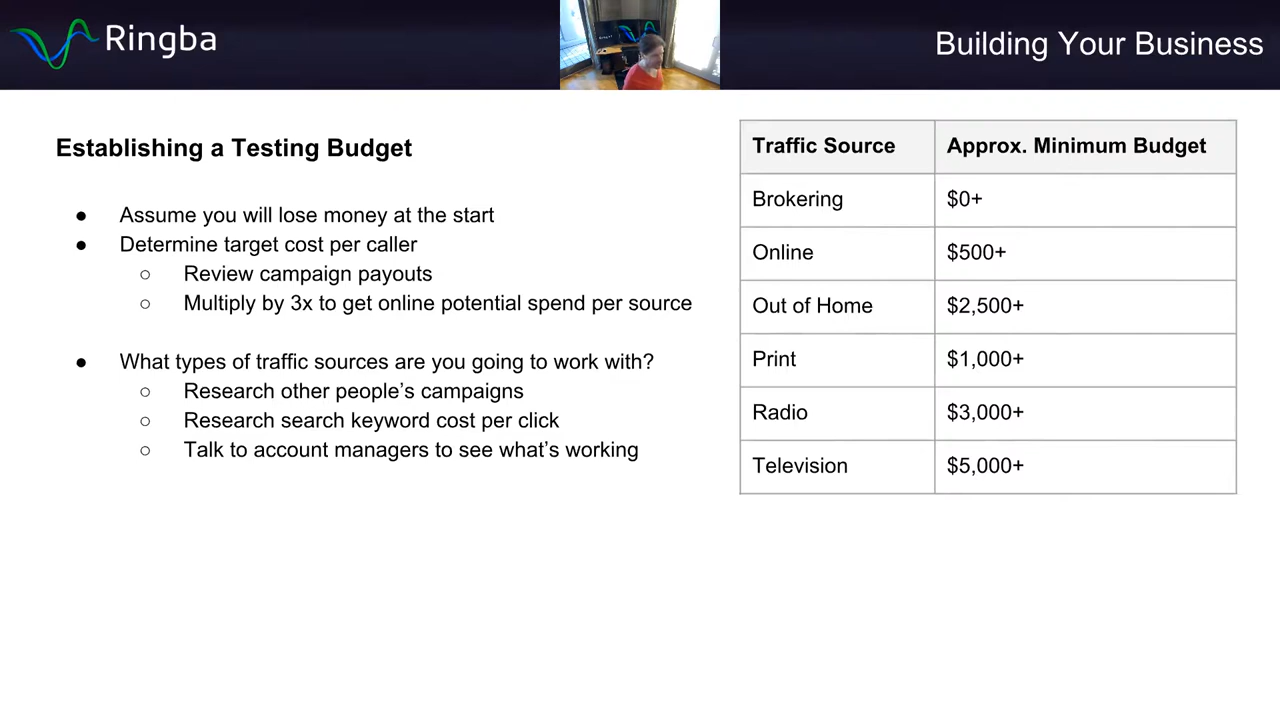 Ringba
Building Your Business
Establishing a Testing Budget
● Assume you will lose money at the start
● Determine target cost per caller
○ Review campaign payouts
○ Multiply by 3x to get online potential spend per source
● What types of traffic sources are you going to work with?
○ Research other people’s campaigns
○ Research search keyword cost per click
○ Talk to account managers to see what’s working
Traffic Source Approx. Minimum Budget
Brokering $0+
Online $500+
Out of Home $2,500+
Print $1,000+
Radio $3,000+
Television $5,000+